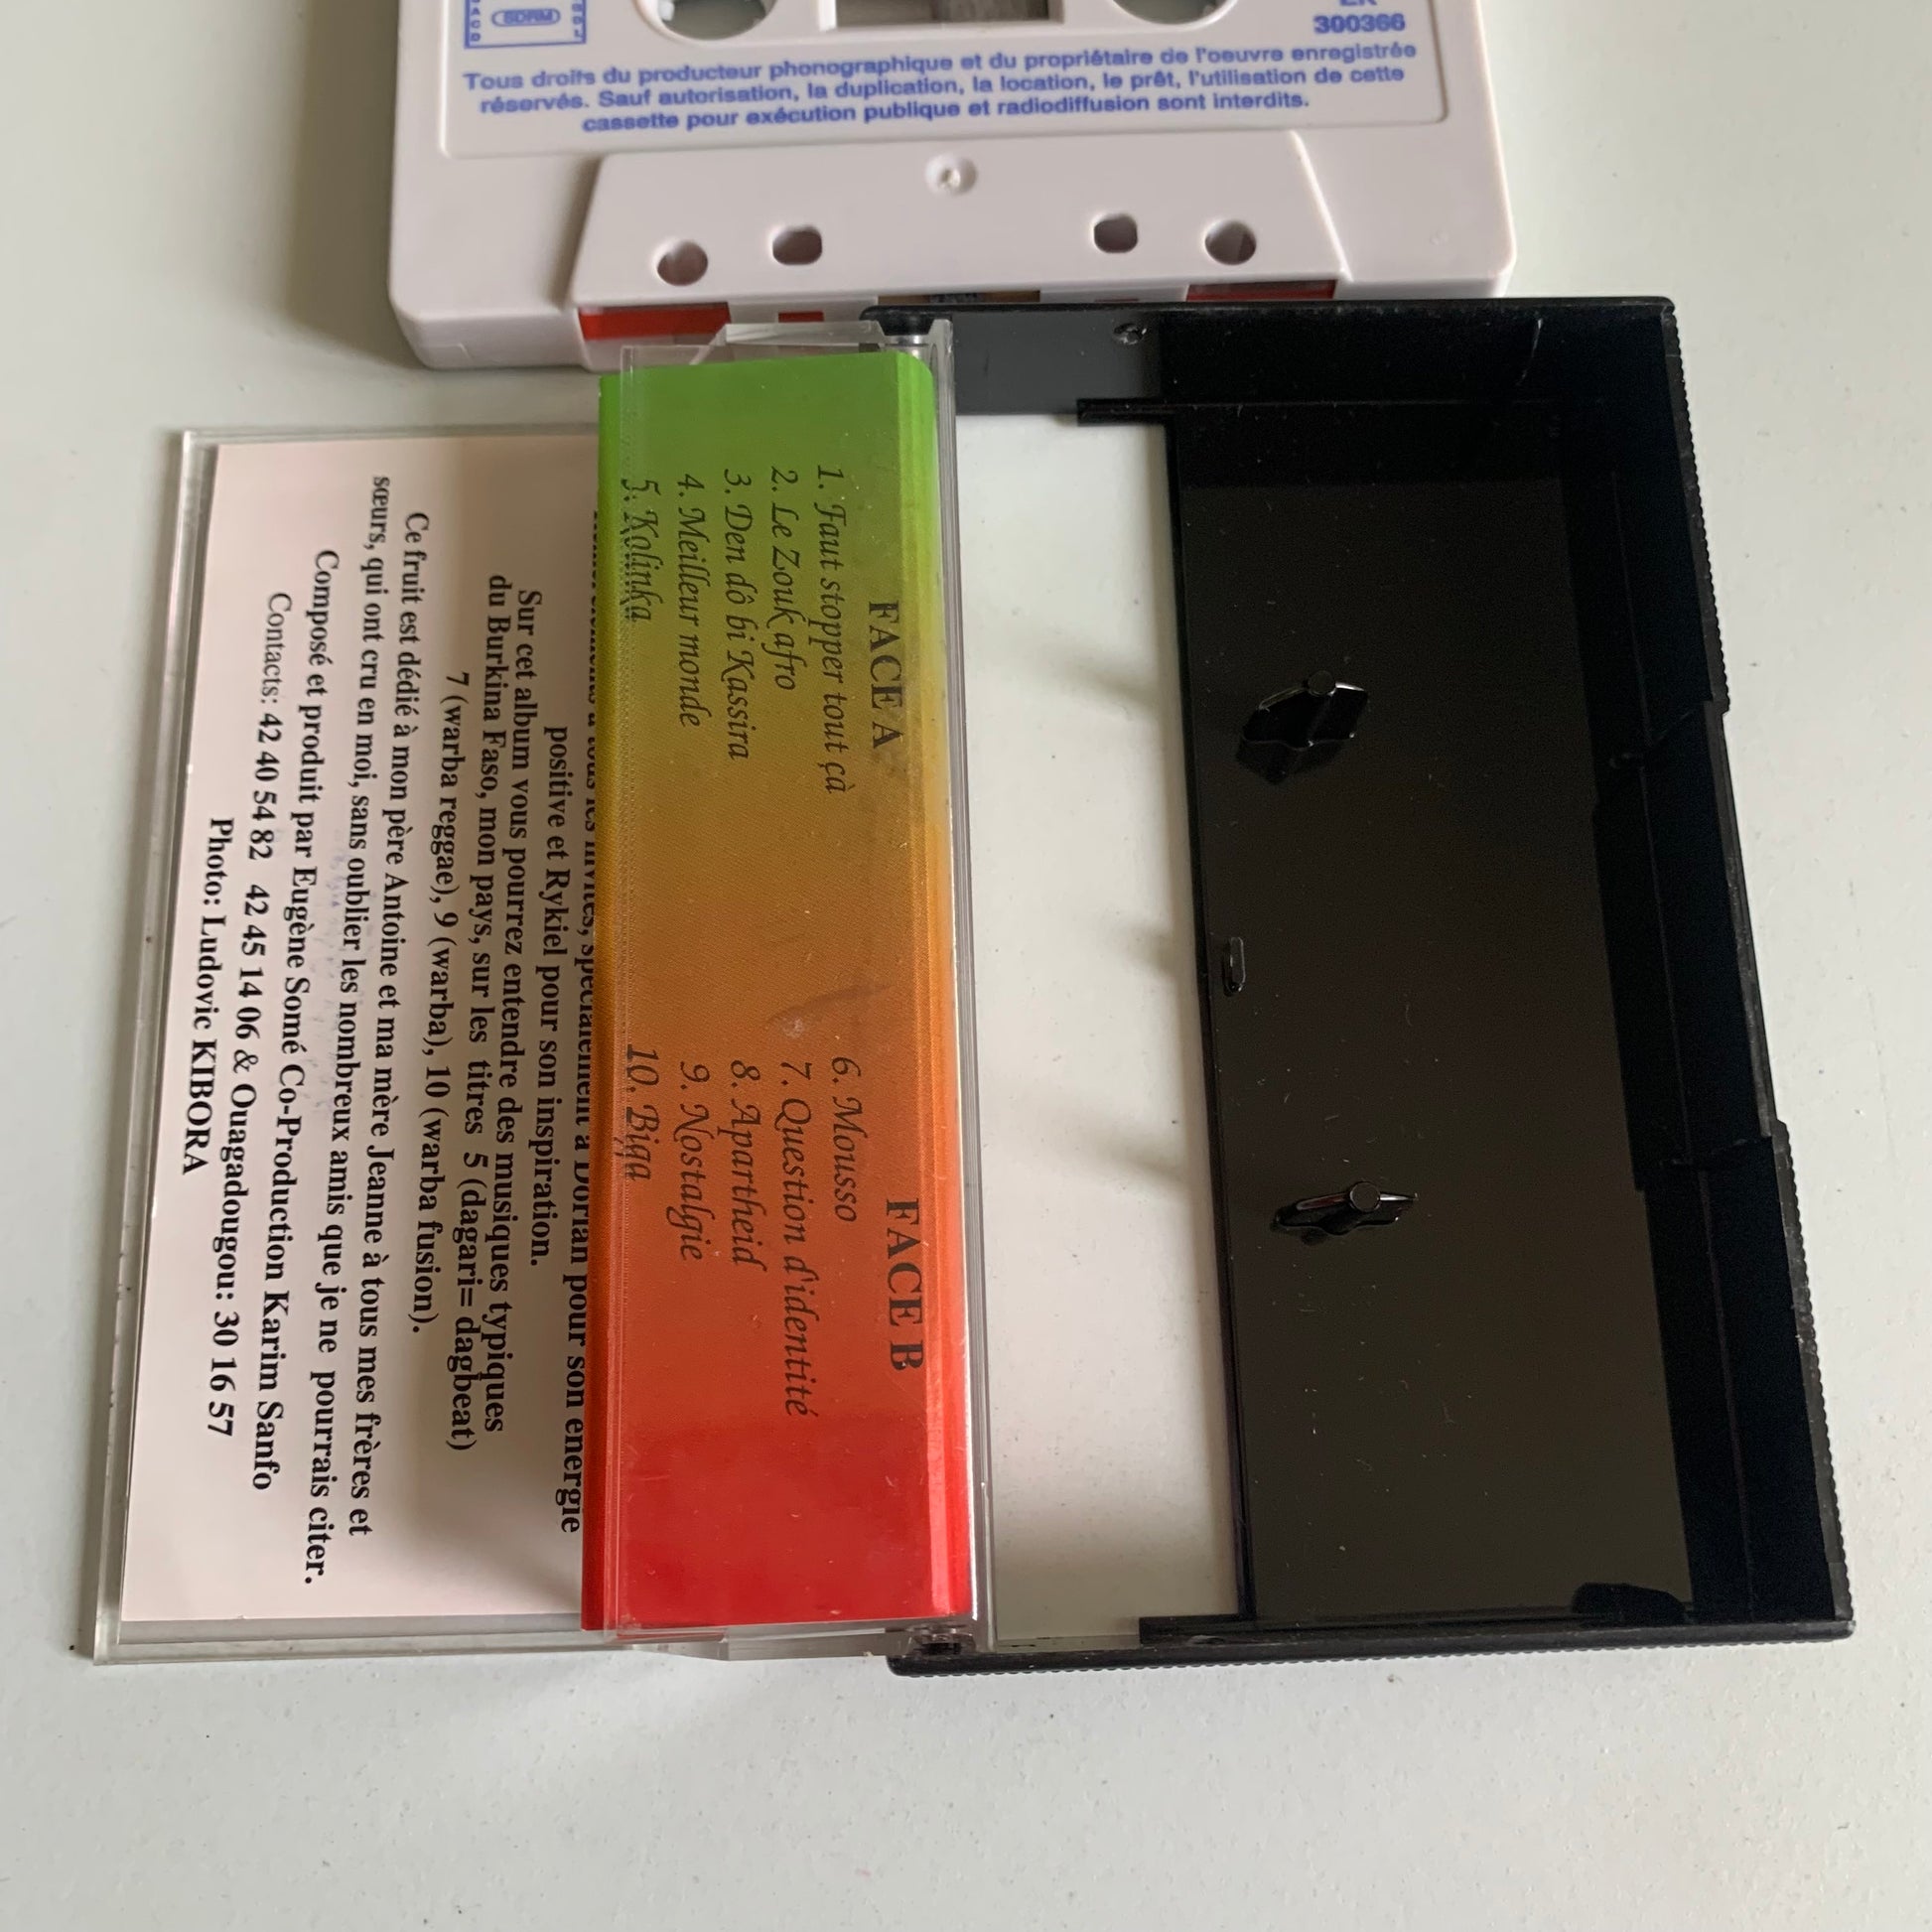 SDRM
300366
Tous droits du producteur phonographique et du propriétaire de l'oeuvre enregistrée
réservés. Sauf autorisation, la duplication, la location, le prêt, l'utilisation de cette
cassette pour exécution publique et radiodiffusion sont interdits.
FACE A
1. Faut stopper tout çà
2. Le Zouk afro
3. Den dô bi Kassira
4. Meilleur monde
5. Kolinka
FACE B
6. Mousso
7. Question d'identité
8. Apartheid
9. Nostalgie
10. Biga
invités, spécialement à Dorian pour son énergie
positive et Rykiel pour son inspiration.
Sur cet album vous pourrez entendre des musiques typiques
du Burkina Faso, mon pays, sur les titres 5 (dagari= dagbeat)
7 (warba reggae), 9 (warba), 10 (warba fusion).
Ce fruit est dédié à mon père Antoine et ma mère Jeanne à tous mes frères et
sœurs, qui ont cru en moi, sans oublier les nombreux amis que je ne pourrais citer.
Composé et produit par Eugène Somé Co-Production Karim Sanfo
Contacts: 42 40 54 82 42 45 14 06 & Ouagadougou: 30 16 57
Photo: Ludovic KIBORA